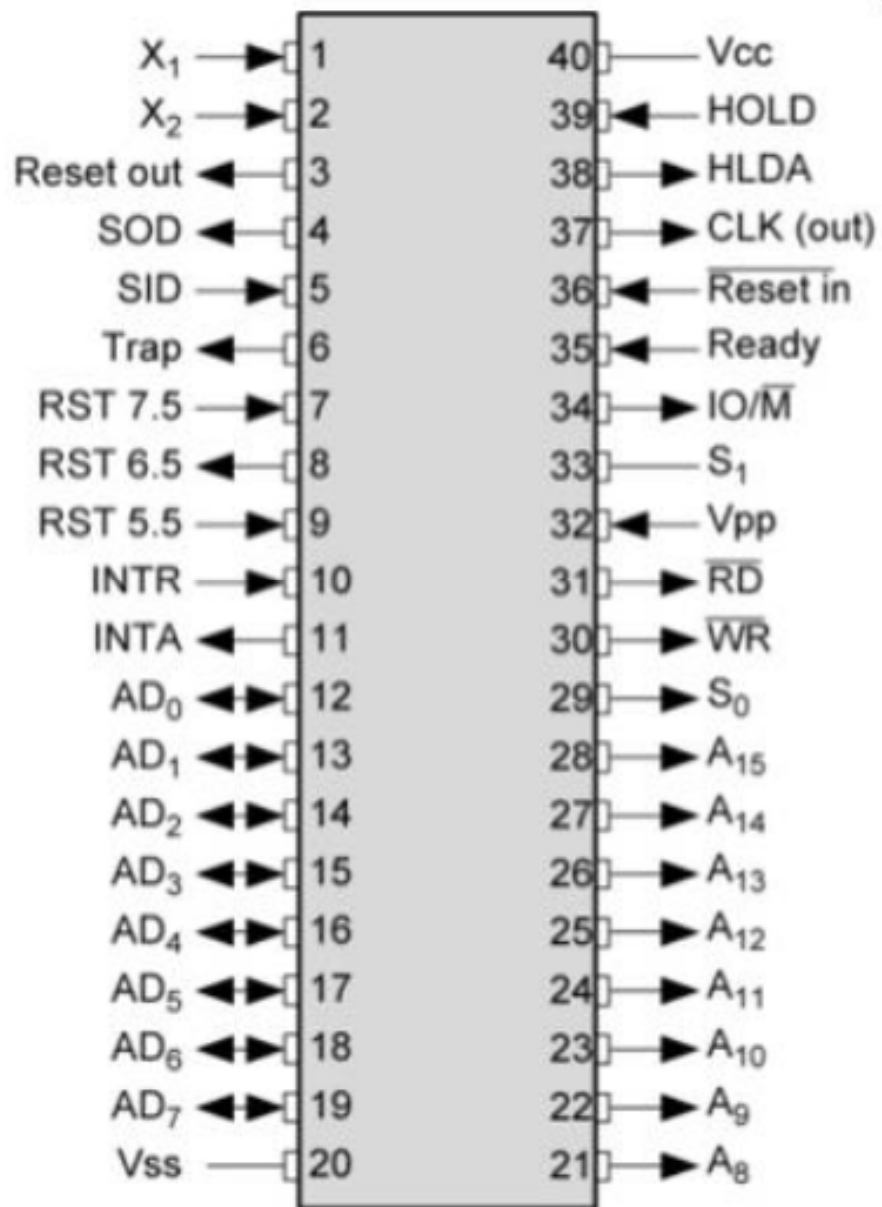 X₁ 1 40 Vcc
X₂ 2 39 HOLD
Reset out 3 38 HLDA
SOD 4 37 CLK (out)
SID 5 36 R̅e̅s̅e̅t̅ ̅i̅n̅
Trap 6 35 Ready
RST 7.5 7 34 IO/M̅
RST 6.5 8 33 S₁
RST 5.5 9 32 Vpp
INTR 10 31 R̅D̅
INTA 11 30 W̅R̅
AD₀ 12 29 S₀
AD₁ 13 28 A₁₅
AD₂ 14 27 A₁₄
AD₃ 15 26 A₁₃
AD₄ 16 25 A₁₂
AD₅ 17 24 A₁₁
AD₆ 18 23 A₁₀
AD₇ 19 22 A₉
Vss 20 21 A₈